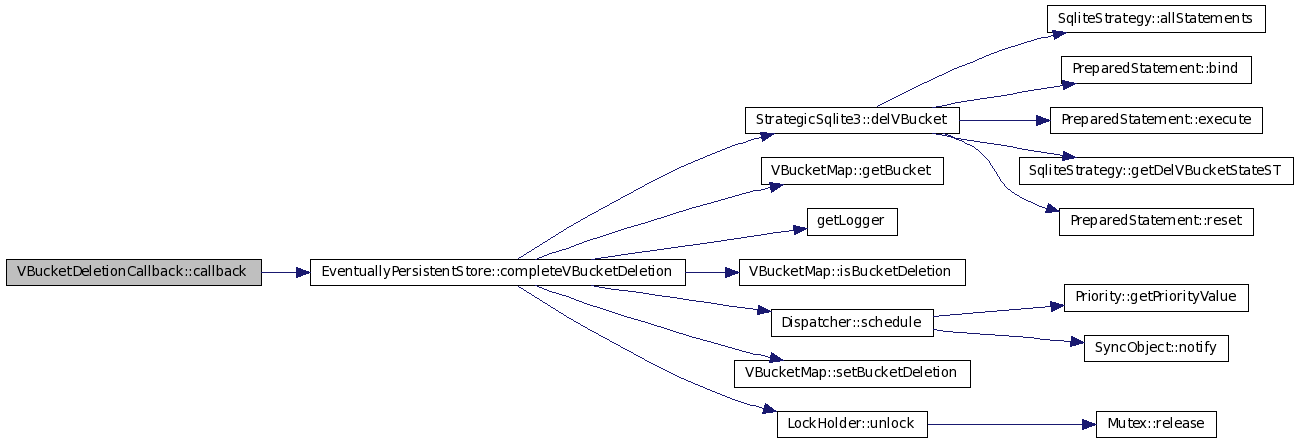 SqliteStrategy::allStatements
PreparedStatement::bind
StrategicSqlite3::delVBucket
PreparedStatement::execute
VBucketMap::getBucket
SqliteStrategy::getDelVBucketStateST
getLogger
PreparedStatement::reset
VBucketDeletionCallback::callback
EventuallyPersistentStore::completeVBucketDeletion
VBucketMap::isBucketDeletion
Priority::getPriorityValue
Dispatcher::schedule
SyncObject::notify
VBucketMap::setBucketDeletion
LockHolder::unlock
Mutex::release